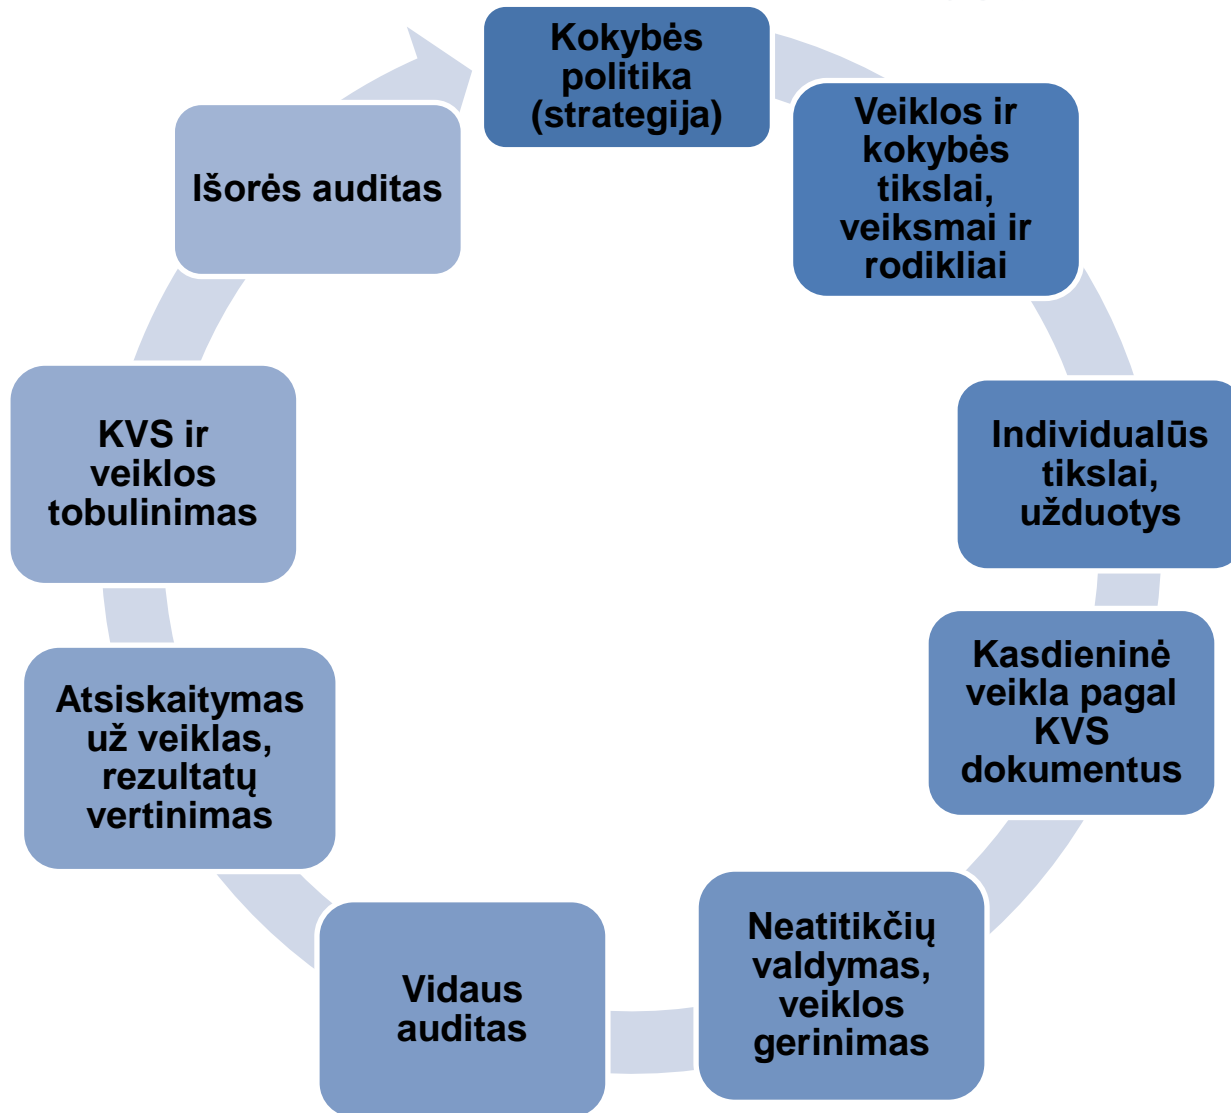 Kokybės
politika
(strategija)
Veiklos ir
kokybės
tikslai,
veiksmai ir
rodikliai
Individualūs
tikslai,
užduotys
Kasdieninė
veikla pagal
KVS
dokumentus
Neatitikčių
valdymas,
veiklos
gerinimas
Vidaus
auditas
Atsiskaitymas
už veiklas,
rezultatų
vertinimas
KVS ir
veiklos
tobulinimas
Išorės auditas